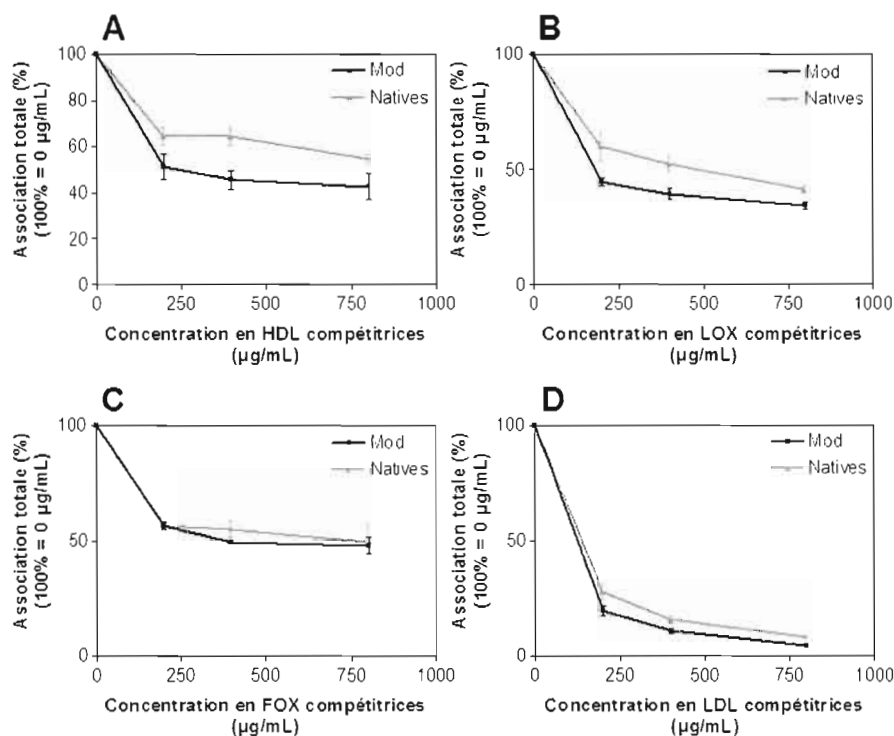 A
Association totale (%)
(100% = 0 µg/mL)
100
80
60
40
20
0
Mod
Natives
0
250
500
750
1000
Concentration en HDL compétitrices
(µg/mL)
B
Association totale (%)
(100% = 0 µg/mL)
100
50
0
Mod
Natives
0
250
500
750
1000
Concentration en LOX compétitrices
(µg/mL)
C
Association totale (%)
(100% = 0 µg/mL)
100
50
0
Mod
Natives
0
250
500
750
1000
Concentration en FOX compétitrices
(µg/mL)
D
Association totale (%)
(100% = 0 µg/mL)
100
50
0
Mod
Natives
0
250
500
750
1000
Concentration en LDL compétitrices
(µg/mL)